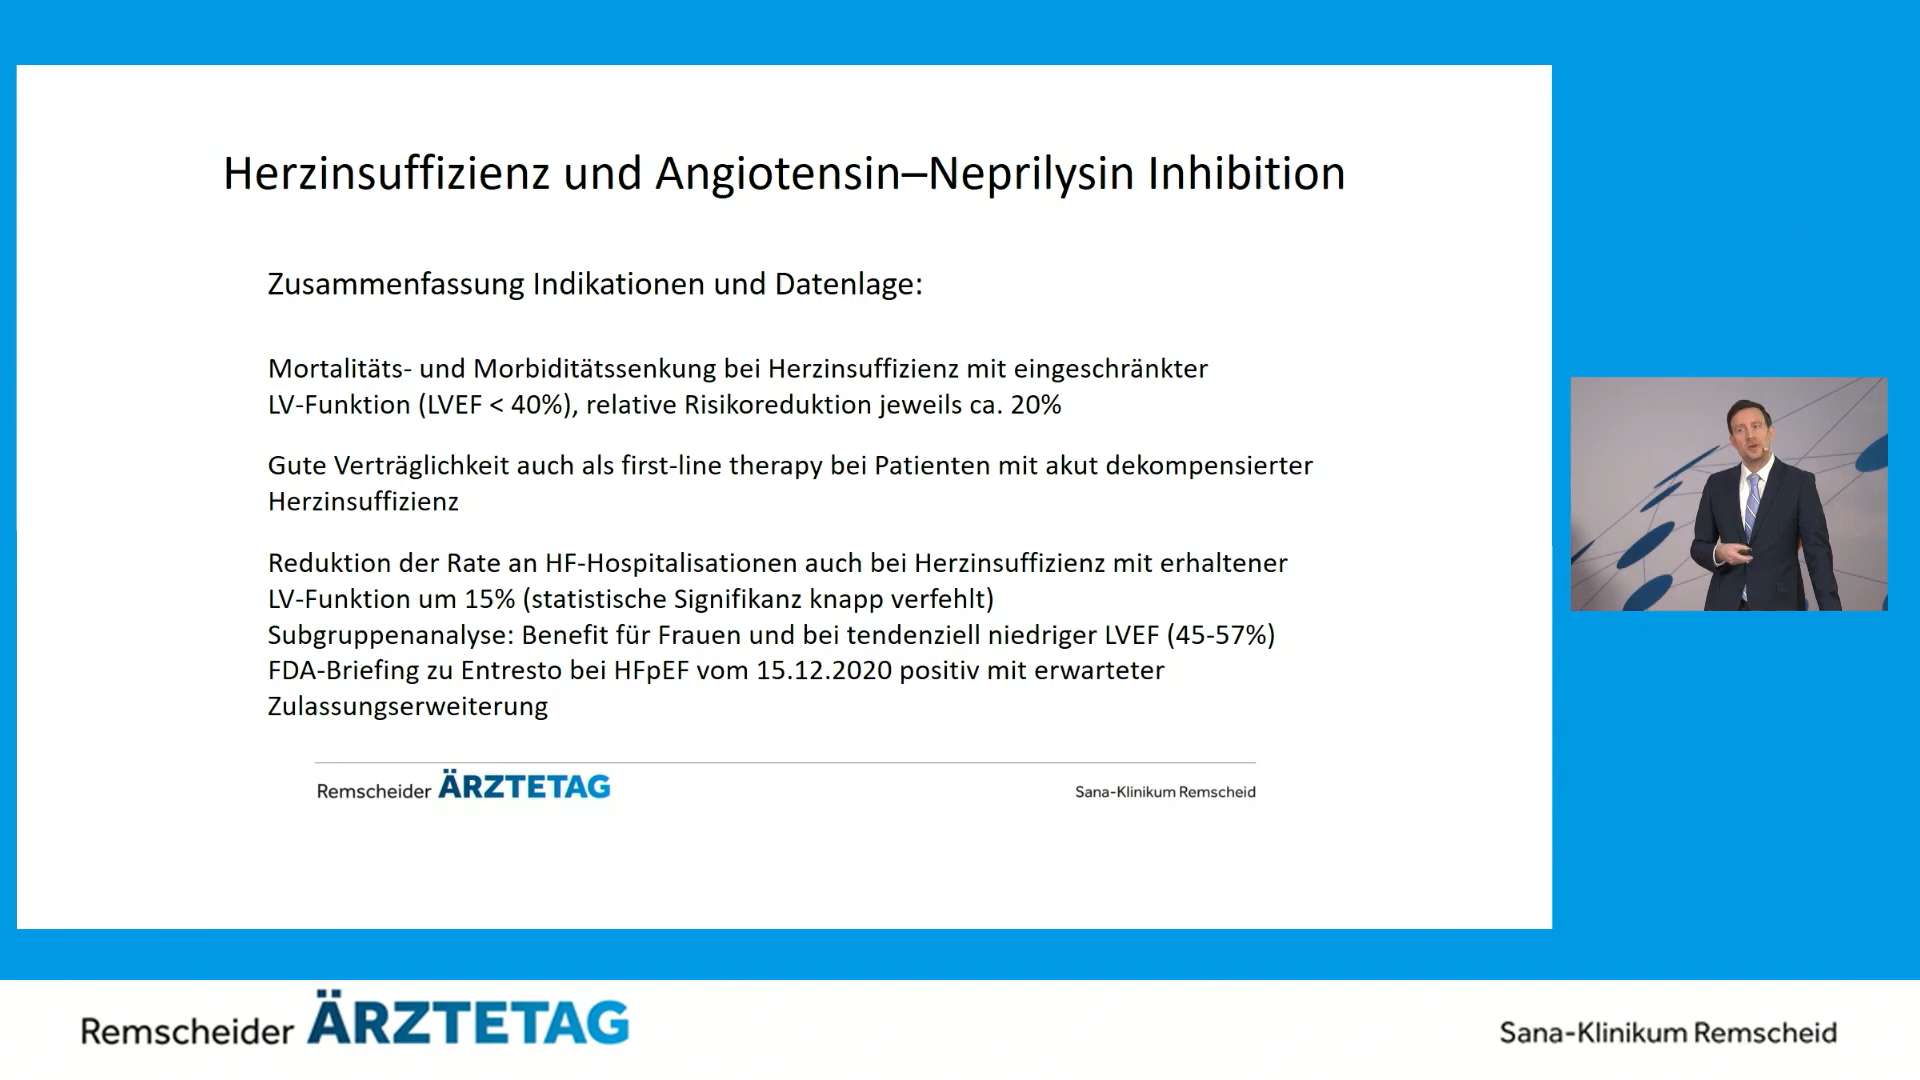 Herzinsuffizienz und Angiotensin–Neprilysin Inhibition
Zusammenfassung Indikationen und Datenlage:
Mortalitäts- und Morbiditätssenkung bei Herzinsuffizienz mit eingeschränkter
LV-Funktion (LVEF < 40%), relative Risikoreduktion jeweils ca. 20%
Gute Verträglichkeit auch als first-line therapy bei Patienten mit akut dekompensierter
Herzinsuffizienz
Reduktion der Rate an HF-Hospitalisationen auch bei Herzinsuffizienz mit erhaltener
LV-Funktion um 15% (statistische Signifikanz knapp verfehlt)
Subgruppenanalyse: Benefit für Frauen und bei tendenziell niedriger LVEF (45-57%)
FDA-Briefing zu Entresto bei HFpEF vom 15.12.2020 positiv mit erwarteter
Zulassungserweiterung
Remscheider ÄRZTETAG
Sana-Klinikum Remscheid
Remscheider ÄRZTETAG
Sana-Klinikum Remscheid